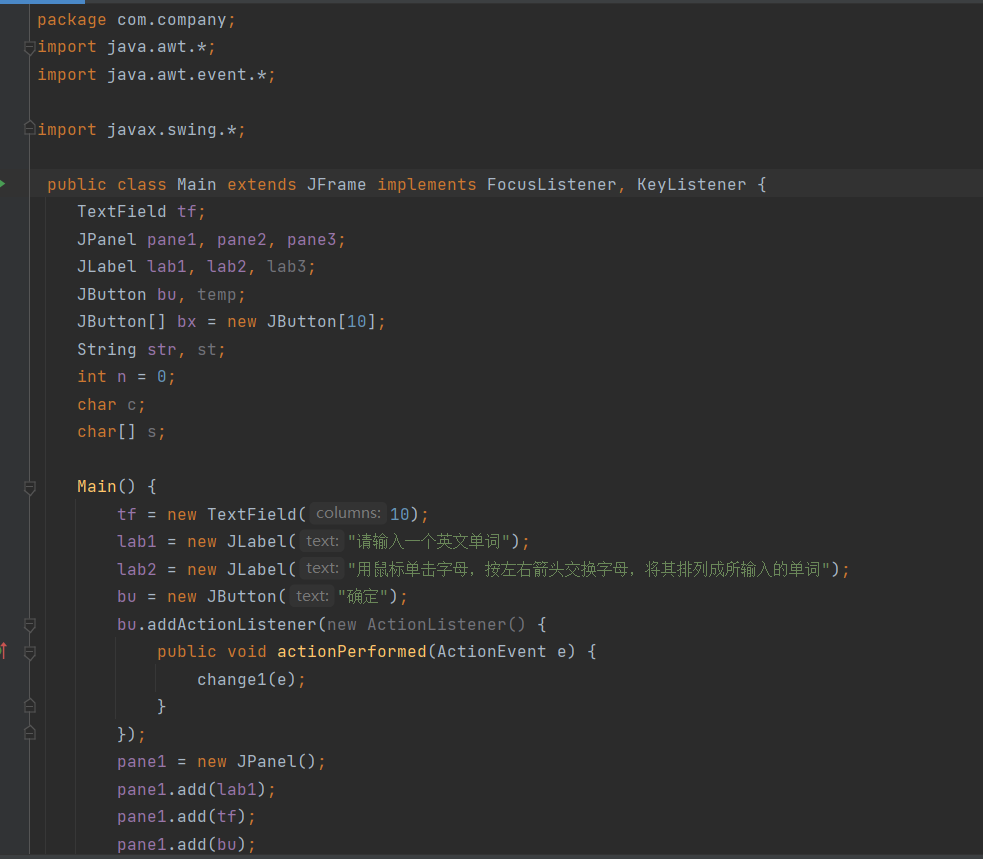 package com.company;
import java.awt.*;
import java.awt.event.*;
import javax.swing.*;
public class Main extends JFrame implements FocusListener, KeyListener {
TextField tf;
JPanel pane1, pane2, pane3;
JLabel lab1, lab2, lab3;
JButton bu, temp;
JButton[] bx = new JButton[10];
String str, st;
int n = 0;
char c;
char[] s;
Main() {
tf = new TextField( columns: 10);
lab1 = new JLabel( text: "请输入一个英文单词");
lab2 = new JLabel( text: "用鼠标单击字母，按左右箭头交换字母，将其排列成所输入的单词");
bu = new JButton( text: "确定");
bu.addActionListener(new ActionListener() {
public void actionPerformed(ActionEvent e) {
change1(e);
}
});
pane1 = new JPanel();
pane1.add(lab1);
pane1.add(tf);
pane1.add(bu);